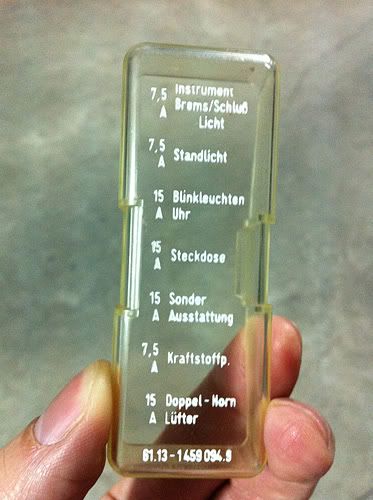 7,5 Instrument
A Brems/Schluß
Licht
7,5
A Standlicht
15 Blinkleuchten
A Uhr
15
A Steckdose
15 Sonder
A Ausstattung
7,5
A Kraftstoffp.
15 Doppel-Horn
A Lüfter
61.13-1459 094.9